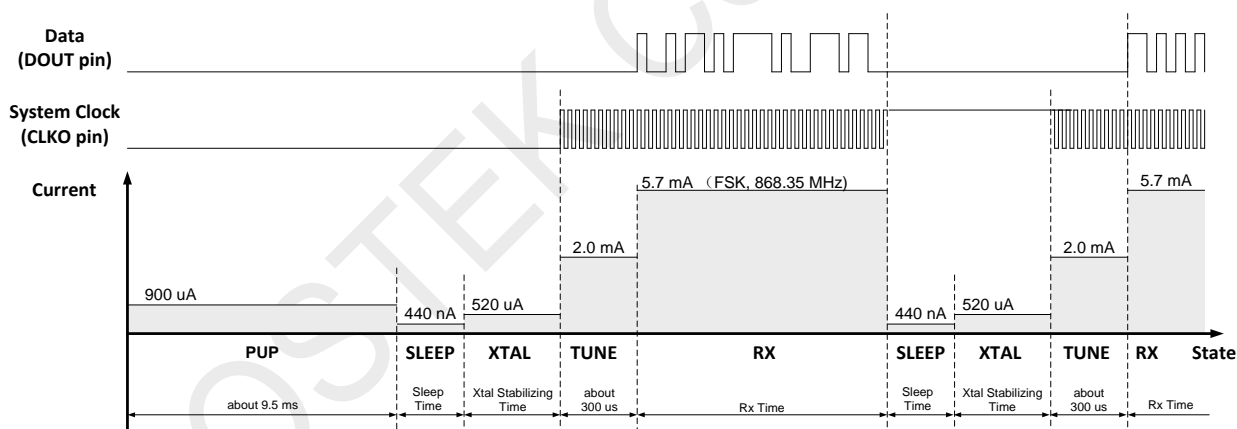 Data
(DOUT pin)
System Clock
(CLKO pin)
Current
5.7 mA （FSK, 868.35 MHz)
5.7 mA
2.0 mA
2.0 mA
900 uA
440 nA
520 uA
440 nA
520 uA
PUP SLEEP XTAL TUNE RX SLEEP XTAL TUNE RX State
about 9.5 ms
Sleep
Time
Xtal Stabilizing
Time
about
300 us
Rx Time
Sleep
Time
Xtal Stabilizing
Time
about
300 us
Rx Time
OSTEK